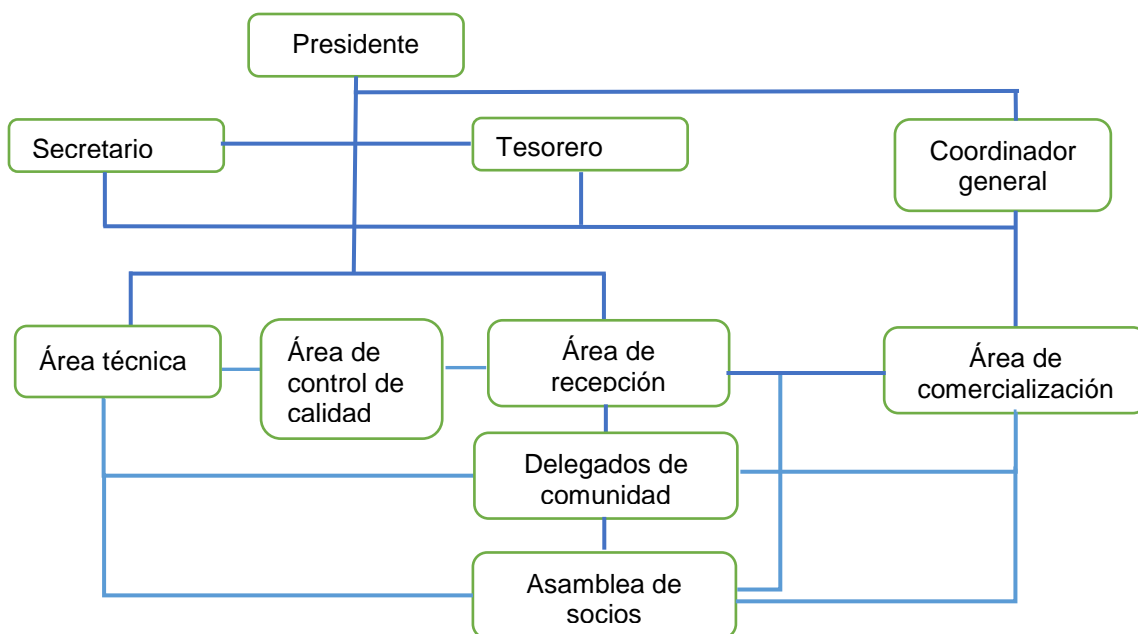 Presidente
Secretario
Tesorero
Coordinador
general
Área técnica
Área de
control de
calidad
Área de
recepción
Área de
comercialización
Delegados de
comunidad
Asamblea de
socios